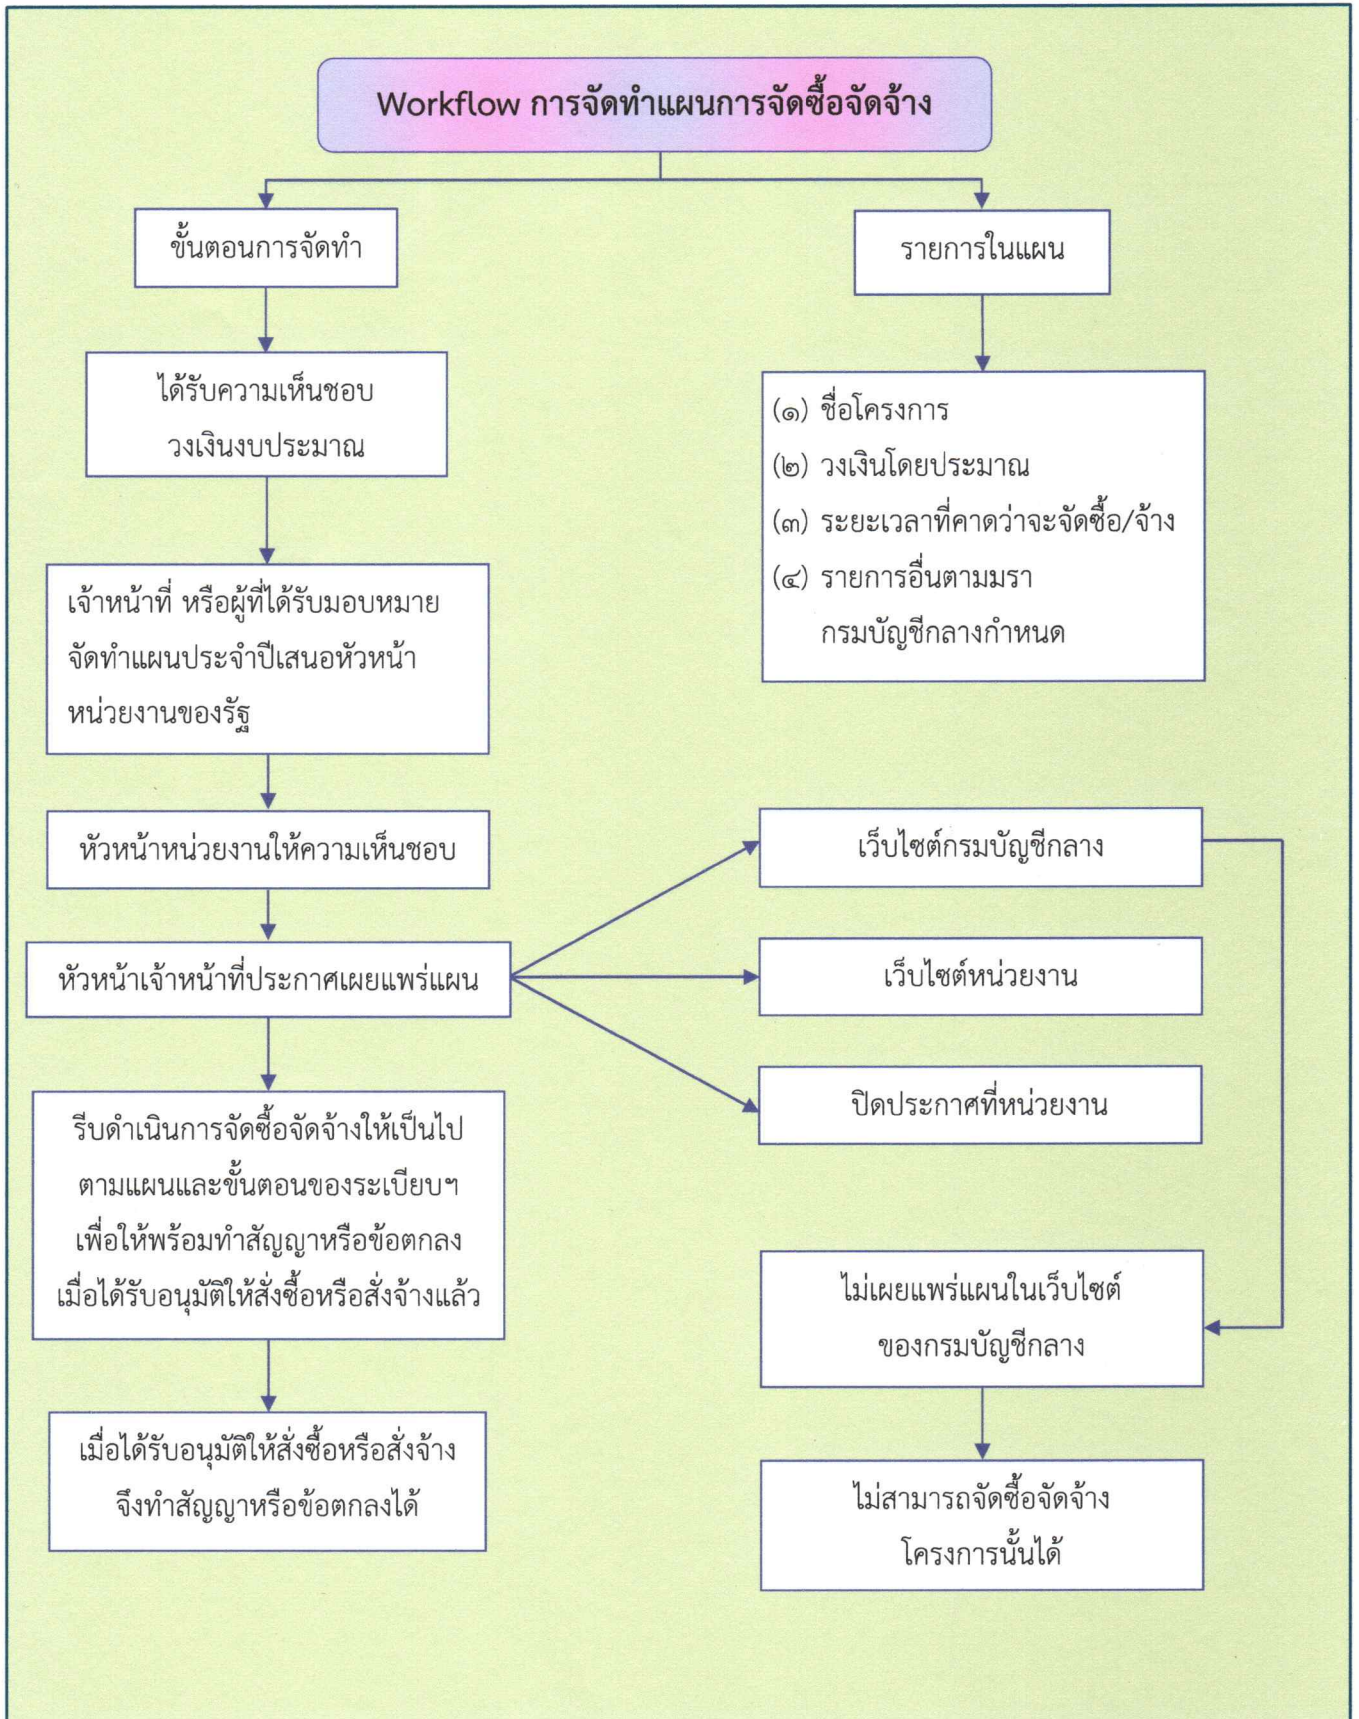 Workflow การจัดทำแผนการจัดซื้อจัดจ้าง
ขั้นตอนการจัดทำ
ได้รับความเห็นชอบ
วงเงินงบประมาณ
เจ้าหน้าที่ หรือผู้ที่ได้รับมอบหมาย
จัดทำแผนประจำปีเสนอหัวหน้า
หน่วยงานของรัฐ
หัวหน้าหน่วยงานให้ความเห็นชอบ
หัวหน้าเจ้าหน้าที่ประกาศเผยแพร่แผน
รีบดำเนินการจัดซื้อจัดจ้างให้เป็นไป
ตามแผนและขั้นตอนของระเบียบฯ
เพื่อให้พร้อมทำสัญญาหรือข้อตกลง
เมื่อได้รับอนุมัติให้สั่งซื้อหรือสั่งจ้างแล้ว
เมื่อได้รับอนุมัติให้สั่งซื้อหรือสั่งจ้าง
จึงทำสัญญาหรือข้อตกลงได้
รายการในแผน
(๑) ชื่อโครงการ
(๒) วงเงินโดยประมาณ
(๓) ระยะเวลาที่คาดว่าจะจัดซื้อ/จ้าง
(๔) รายการอื่นตามมรา
กรมบัญชีกลางกำหนด
เว็บไซต์กรมบัญชีกลาง
เว็บไซต์หน่วยงาน
ปิดประกาศที่หน่วยงาน
ไม่เผยแพร่แผนในเว็บไซต์
ของกรมบัญชีกลาง
ไม่สามารถจัดซื้อจัดจ้าง
โครงการนั้นได้